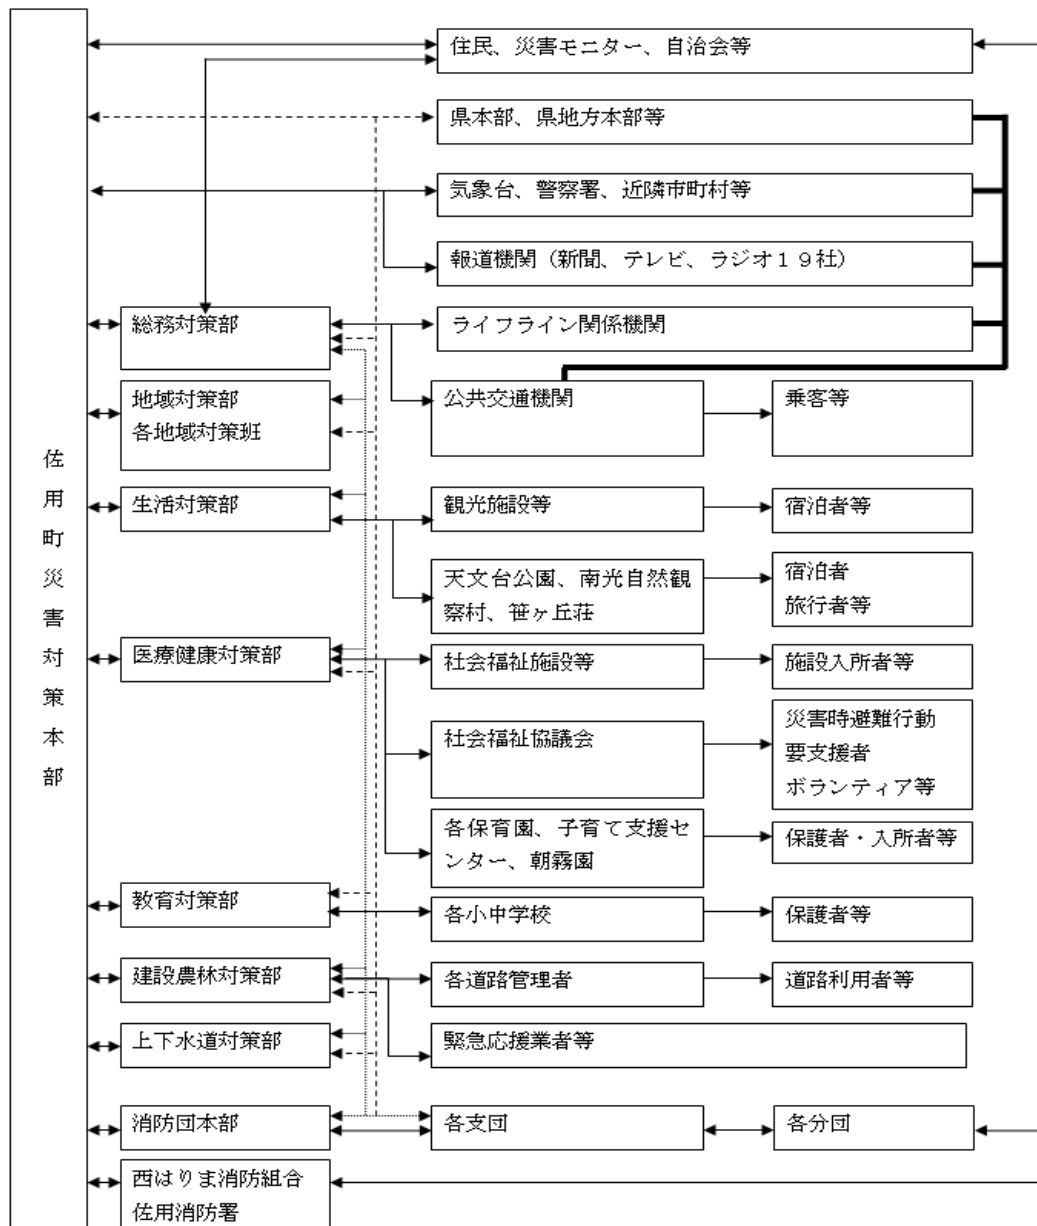 佐用町災害対策本部
住民、災害モニター、自治会等
県本部、県地方本部等
気象台、警察署、近隣市町村等
報道機関（新聞、テレビ、ラジオ１９社）
総務対策部
ライフライン関係機関
地域対策部
各地域対策班
公共交通機関
乗客等
生活対策部
観光施設等
宿泊者等
天文台公園、南光自然観
察村、笹ヶ丘荘
宿泊者
旅行者等
医療健康対策部
社会福祉施設等
施設入所者等
社会福祉協議会
災害時避難行動
要支援者
ボランティア等
各保育園、子育て支援セ
ンター、朝霧園
保護者・入所者等
教育対策部
各小中学校
保護者等
建設農林対策部
各道路管理者
道路利用者等
上下水道対策部
緊急応援業者等
消防団本部
各支団
各分団
西はりま消防組合
佐用消防署